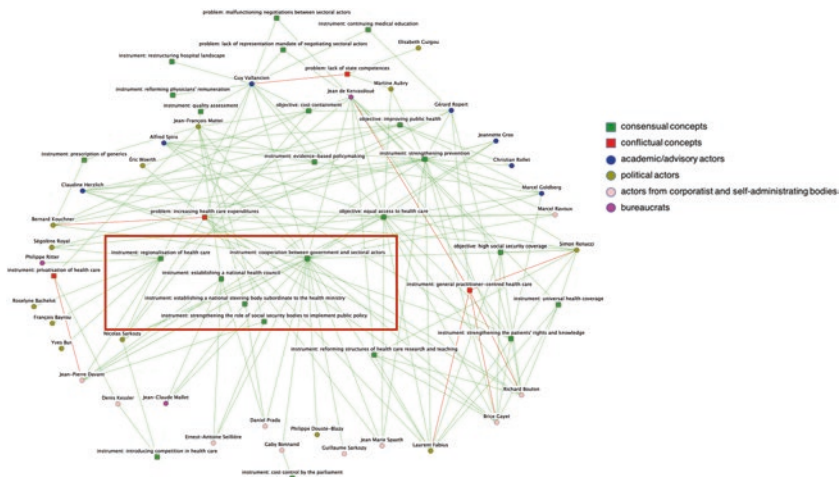 problem: malfunctioning negotiations between sectoral actors
instrument: continuing medical education
problem: lack of representation mandate of negotiating sectoral actors
Elisabeth Guigou
instrument: restructuring hospital landscape
problem: lack of state competences
Guy Vallancien
Martine Aubry
instrument: reforming physicians' remuneration
Jean de Kervasdoué
instrument: quality assessment
objective: cost containment
Gérard Ropert
Jean-François Mattei
objective: improving public health
Alfred Spira
Jeannette Gros
instrument: prescription of generics
Éric Woerth
instrument: evidence-based policymaking
instrument: strengthening prevention
Christian Rollet
Claudine Herzlich
Marcel Goldberg
Marcel Ravoux
Bernard Kouchner
problem: increasing health care expenditures
objective: equal access to health care
Ségolène Royal
objective: high social security coverage
Philippe Ritter
instrument: regionalisation of health care
instrument: cooperation between government and sectoral actors
instrument: privatisation of health care
instrument: establishing a national health council
instrument: general practitioner-centred health care
Roselyne Bachelot
instrument: establishing a national steering body subordinate to the health ministry
instrument: universal health coverage
François Bayrou
instrument: strengthening the role of social security bodies to implement public policy
Nicolas Sarkozy
instrument: strengthening the patients' rights and knowledge
Yves Bur
instrument: reforming structures of health care research and teaching
Jean-Pierre Davant
Richard Bouton
Denis Kessler
Jean-Claude Mallet
Brice Gayet
Daniel Prada
Ernest-Antoine Seillière
Philippe Douste-Blazy
Gaby Bonnand
Jean Marie Spaeth
Guillaume Sarkozy
Laurent Fabius
instrument: introducing competition in health care
instrument: cost control by the parliament
consensual concepts
conflictual concepts
academic/advisory actors
political actors
actors from corporatist and self-administrating bodies
bureaucrats